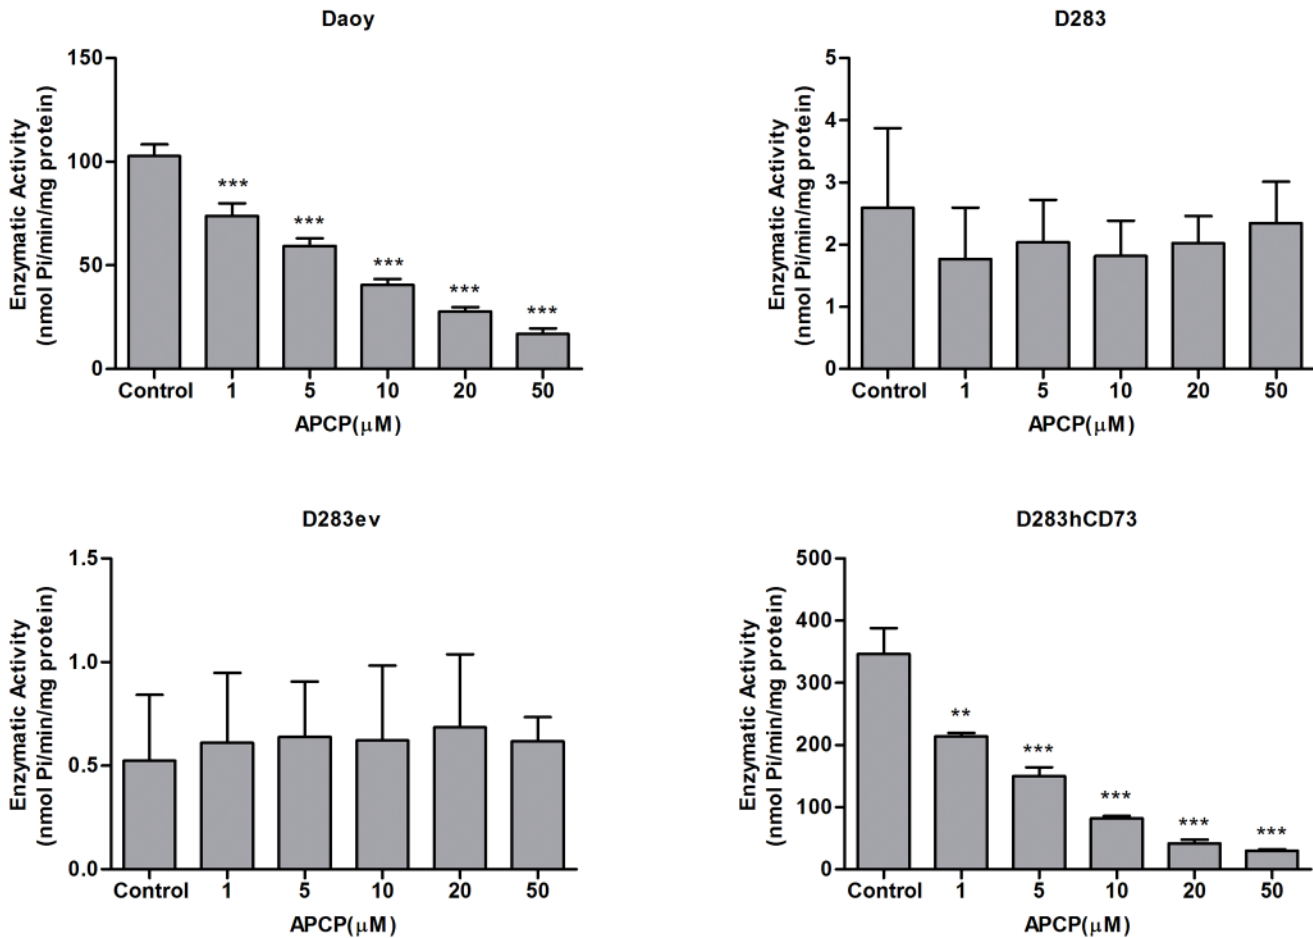 Daoy
Enzymatic Activity
(nmol Pi/min/mg protein)
150
100
50
0
***
***
***
***
***
Control 1 5 10 20 50
APCP(μM)
D283
Enzymatic Activity
(nmol Pi/min/mg protein)
5
4
3
2
1
0
Control 1 5 10 20 50
APCP(μM)
D283ev
Enzymatic Activity
(nmol Pi/min/mg protein)
1.5
1.0
0.5
0.0
Control 1 5 10 20 50
APCP(μM)
D283hCD73
Enzymatic Activity
(nmol Pi/min/mg protein)
500
400
300
200
100
0
**
***
***
***
***
Control 1 5 10 20 50
APCP(μM)